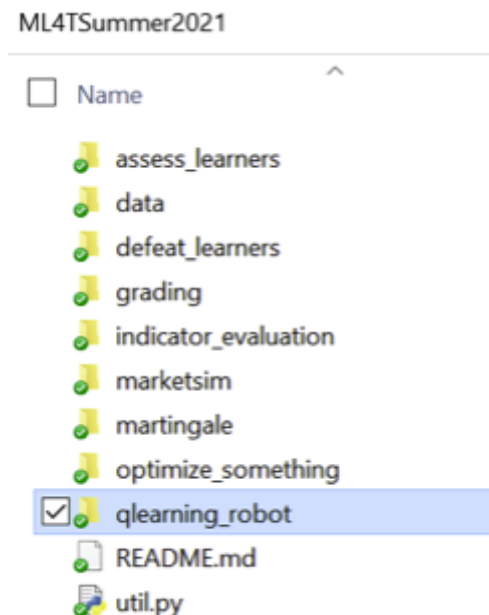 ML4TSummer2021
Name
assess_learners
data
defeat_learners
grading
indicator_evaluation
marketsim
martingale
optimize_something
qlearning_robot
README.md
util.py